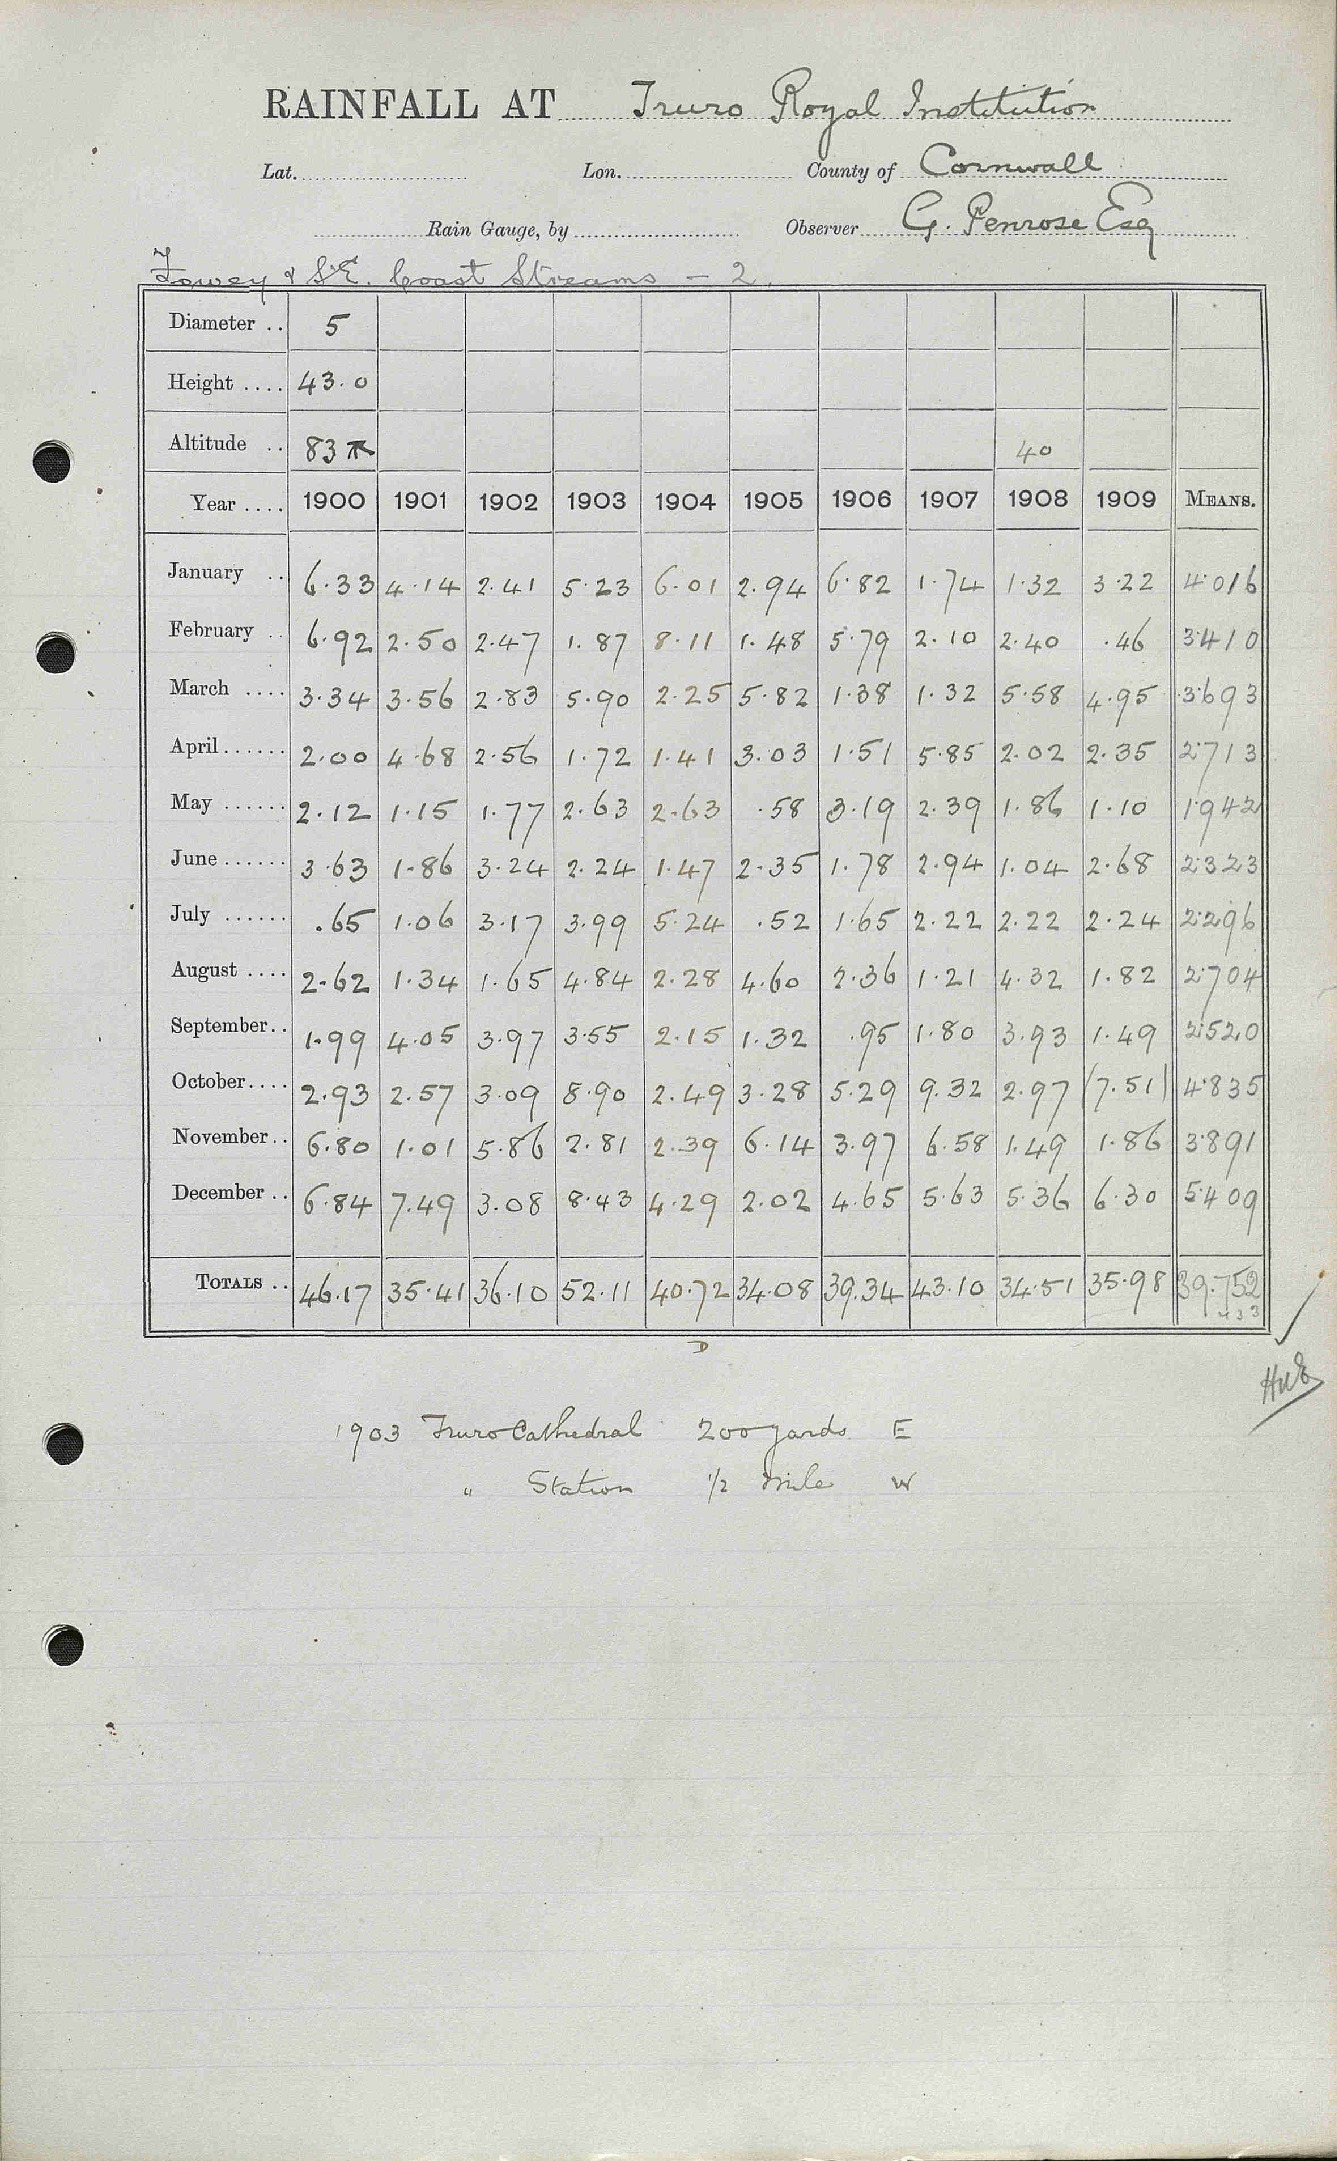 RAINFALL AT Truro Royal Institution
Lat. Lon. County of Cornwall
Rain Gauge, by Observer G. Penrose Esq
Fowey & S.E. Coast Streams - 2.
Diameter .. 5
Height .... 43.0
Altitude .. 83 40
Year .... 1900 1901 1902 1903 1904 1905 1906 1907 1908 1909 MEANS.
January .. 6.33 4.14 2.41 5.23 6.01 2.94 6.82 1.74 1.32 3.22 4.016
February .. 6.92 2.50 2.47 1.87 8.11 1.48 5.79 2.10 2.40 .46 3.410
March .... 3.34 3.56 2.83 5.90 2.25 5.82 1.38 1.32 5.58 4.95 3.693
April...... 2.00 4.68 2.56 1.72 1.41 3.03 1.51 5.85 2.02 2.35 2.713
May ...... 2.12 1.15 1.77 2.63 2.63 .58 3.19 2.39 1.86 1.10 1.942
June...... 3.63 1.86 3.24 2.24 1.47 2.35 1.78 2.94 1.04 2.68 2.323
July ...... .65 1.06 3.17 3.99 5.24 .52 1.65 2.22 2.22 2.24 2.296
August .... 2.62 1.34 1.65 4.84 2.28 4.60 2.36 1.21 4.32 1.82 2.704
September.. 1.99 4.05 3.97 3.55 2.15 1.32 .95 1.80 3.93 1.49 2.520
October.... 2.93 2.57 3.09 8.90 2.49 3.28 5.29 9.32 2.97 (7.51) 4.835
November.. 6.80 1.01 5.86 2.81 2.39 6.14 3.97 6.58 1.49 1.86 3.891
December .. 6.84 7.49 3.08 8.43 4.29 2.02 4.65 5.63 5.36 6.30 5.409
TOTALS .. 46.17 35.41 36.10 52.11 40.72 34.08 39.34 43.10 34.51 35.98 39.752
D
1903 Truro Cathedral 200 yards E
" Station 1/2 mile W